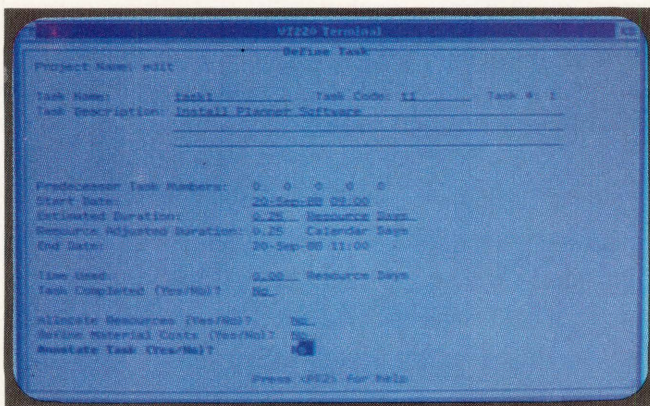 VT220 Terminal
Define Task
Project Name: edit
Task Name: task1 Task Code: 11 Task #: 1
Task Description: Install Planner Software
Predecessor Task Numbers: 0 0 0 0 0
Start Date: 20-Sep-88 09:00
Estimated Duration: 0.25 Resource Days
Resource Adjusted Duration: 0.25 Calendar Days
End Date: 20-Sep-88 11:00
Time Used: 0.00 Resource Days
Task Completed (Yes/No)? No
Allocate Resources (Yes/No)? No
Define Material Costs (Yes/No)? No
Annotate Task (Yes/No)? No
Press <PF2> for help